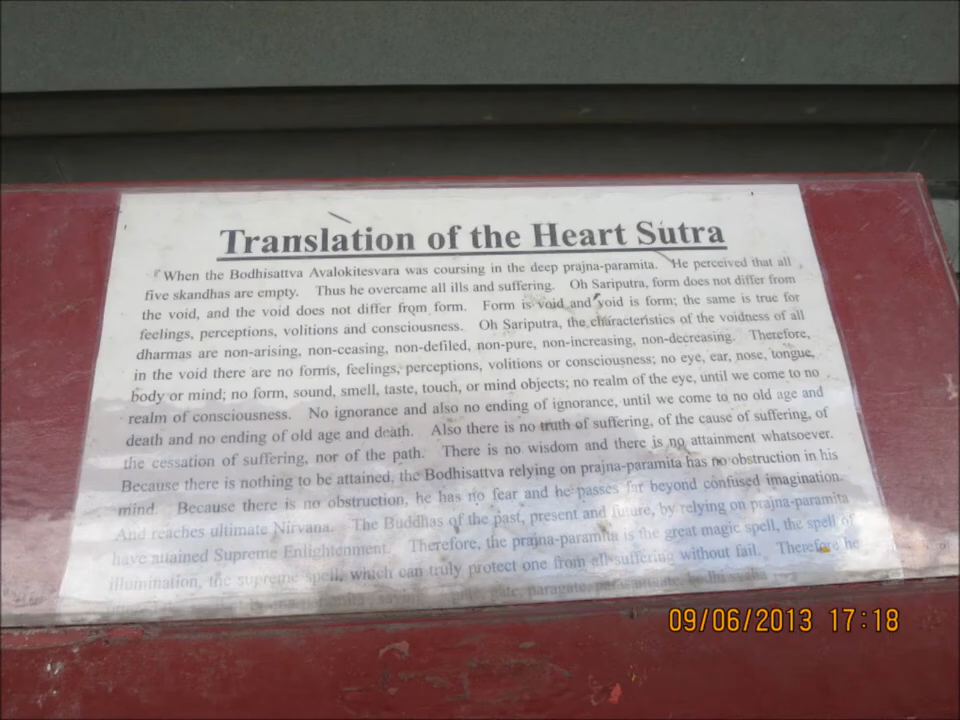 Translation of the Heart Sutra
『When the Bodhisattva Avalokitesvara was coursing in the deep prajna-paramita. He perceived that all
five skandhas are empty. Thus he overcame all ills and suffering. Oh Sariputra, form does not differ from
the void, and the void does not differ from form. Form is void and void is form; the same is true for
feelings, perceptions, volitions and consciousness. Oh Sariputra, the characteristics of the voidness of all
dharmas are non-arising, non-ceasing, non-defiled, non-pure, non-increasing, non-decreasing. Therefore,
in the void there are no forms, feelings, perceptions, volitions or consciousness; no eye, ear, nose, tongue,
body or mind; no form, sound, smell, taste, touch, or mind objects; no realm of the eye, until we come to no
realm of consciousness. No ignorance and also no ending of ignorance, until we come to no old age and
death and no ending of old age and death. Also there is no truth of suffering, of the cause of suffering, of
the cessation of suffering, nor of the path. There is no wisdom and there is no attainment whatsoever.
Because there is nothing to be attained, the Bodhisattva relying on prajna-paramita has no obstruction in his
mind. Because there is no obstruction, he has no fear and he passes far beyond confused imagination.
And reaches ultimate Nirvana. The Buddhas of the past, present and future, by relying on prajna-paramita
have attained Supreme Enlightenment. Therefore, the prajna-paramita is the great magic spell, the spell of
illumination, the supreme spell, which can truly protect one from all suffering without fail. Therefore he
gate, paragate, bodhi svaha
09/06/2013 17:18